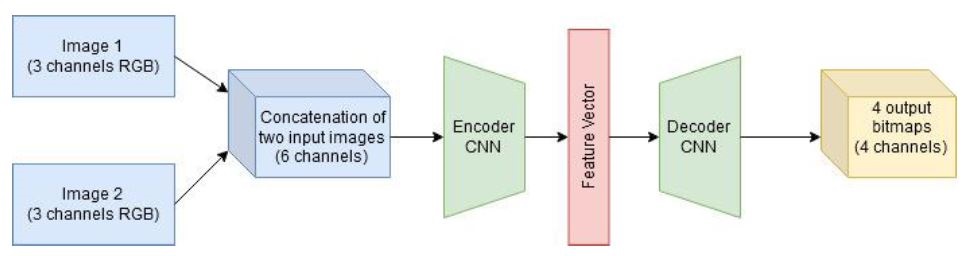 Image 1
(3 channels RGB)
Image 2
(3 channels RGB)
Concatenation of
two input images
(6 channels)
Encoder
CNN
Feature Vector
Decoder
CNN
4 output
bitmaps
(4 channels)